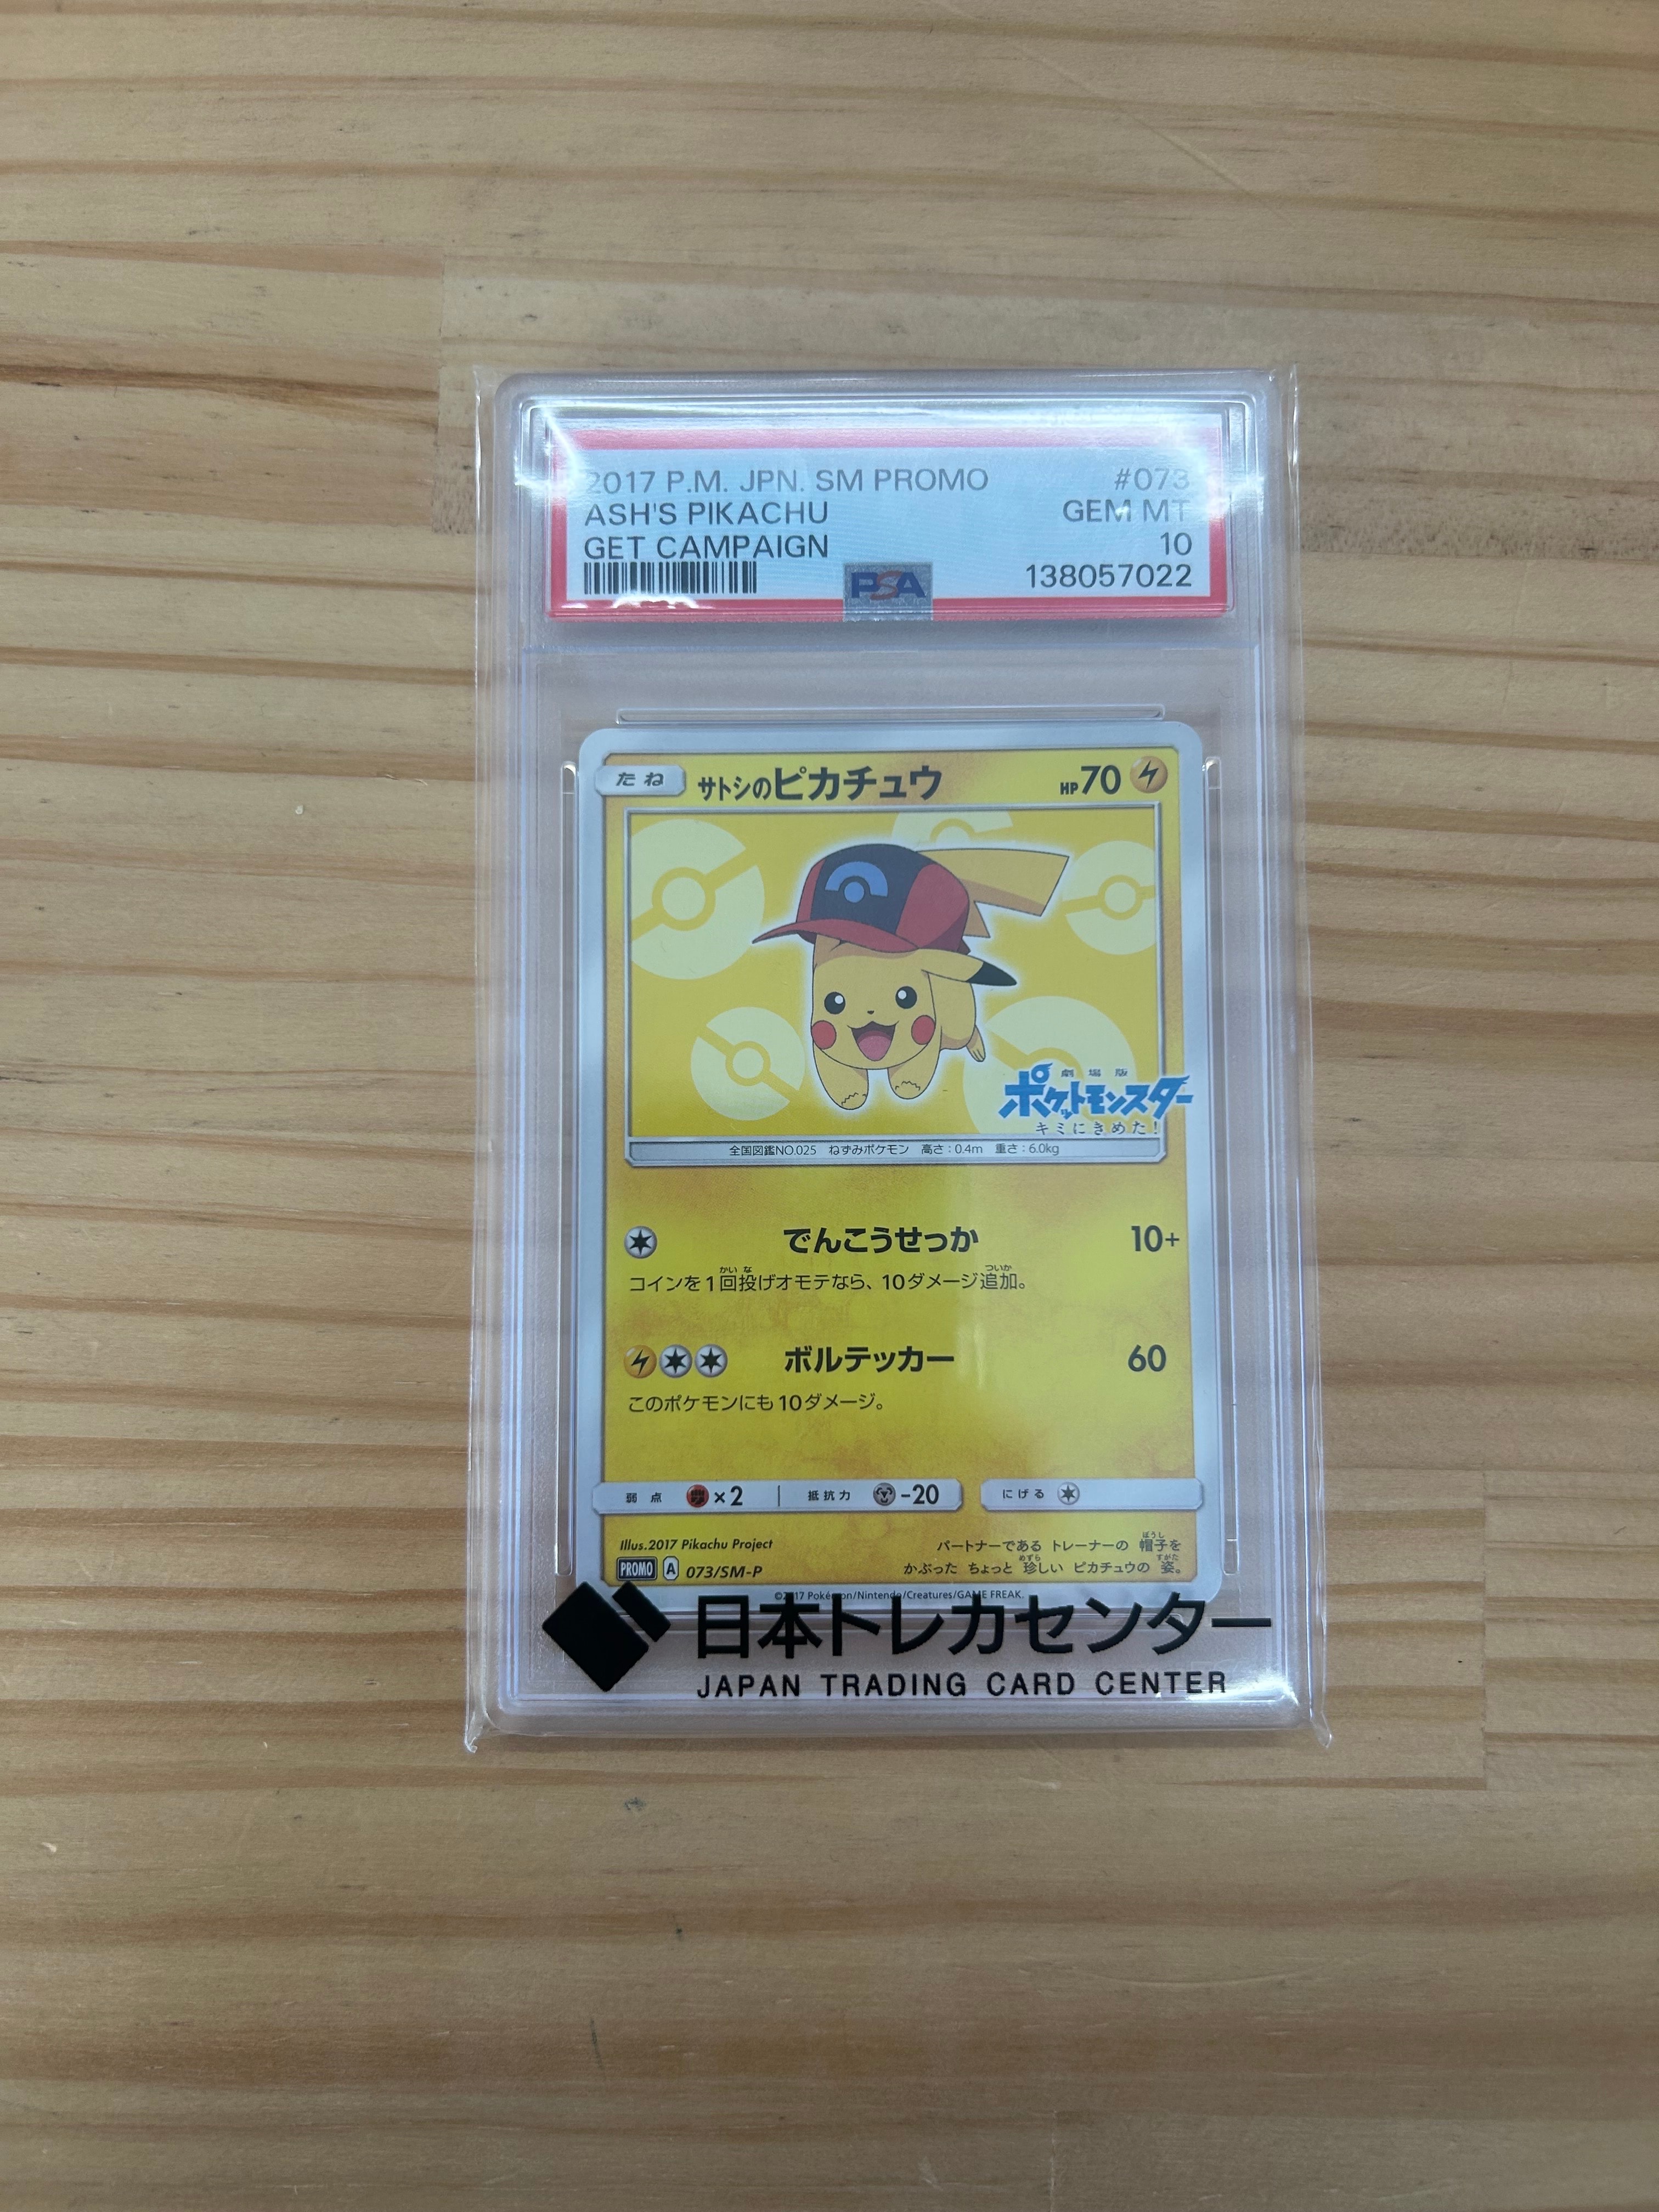 2017 P.M. JPN. SM PROMO #073
ASH'S PIKACHU GEM MT
GET CAMPAIGN 10
PSA 138057022
たね サトシのピカチュウ HP70
劇場版
ポケットモンスター
キミにきめた!
全国図鑑NO.025 ねずみポケモン 高さ:0.4m 重さ:6.0kg
でんこうせっか 10+
コインを1回投げオモテなら、10ダメージ追加。
ボルテッカー 60
このポケモンにも10ダメージ。
弱点 ×2 抵抗力 -20 にげる
Illus.2017 Pikachu Project
パートナーである トレーナーの 帽子を
かぶった ちょっと 珍しい ピカチュウの 姿。
PROMO A 073/SM-P
©2017 Pokémon/Nintendo/Creatures/GAME FREAK.
日本トレカセンター
JAPAN TRADING CARD CENTER